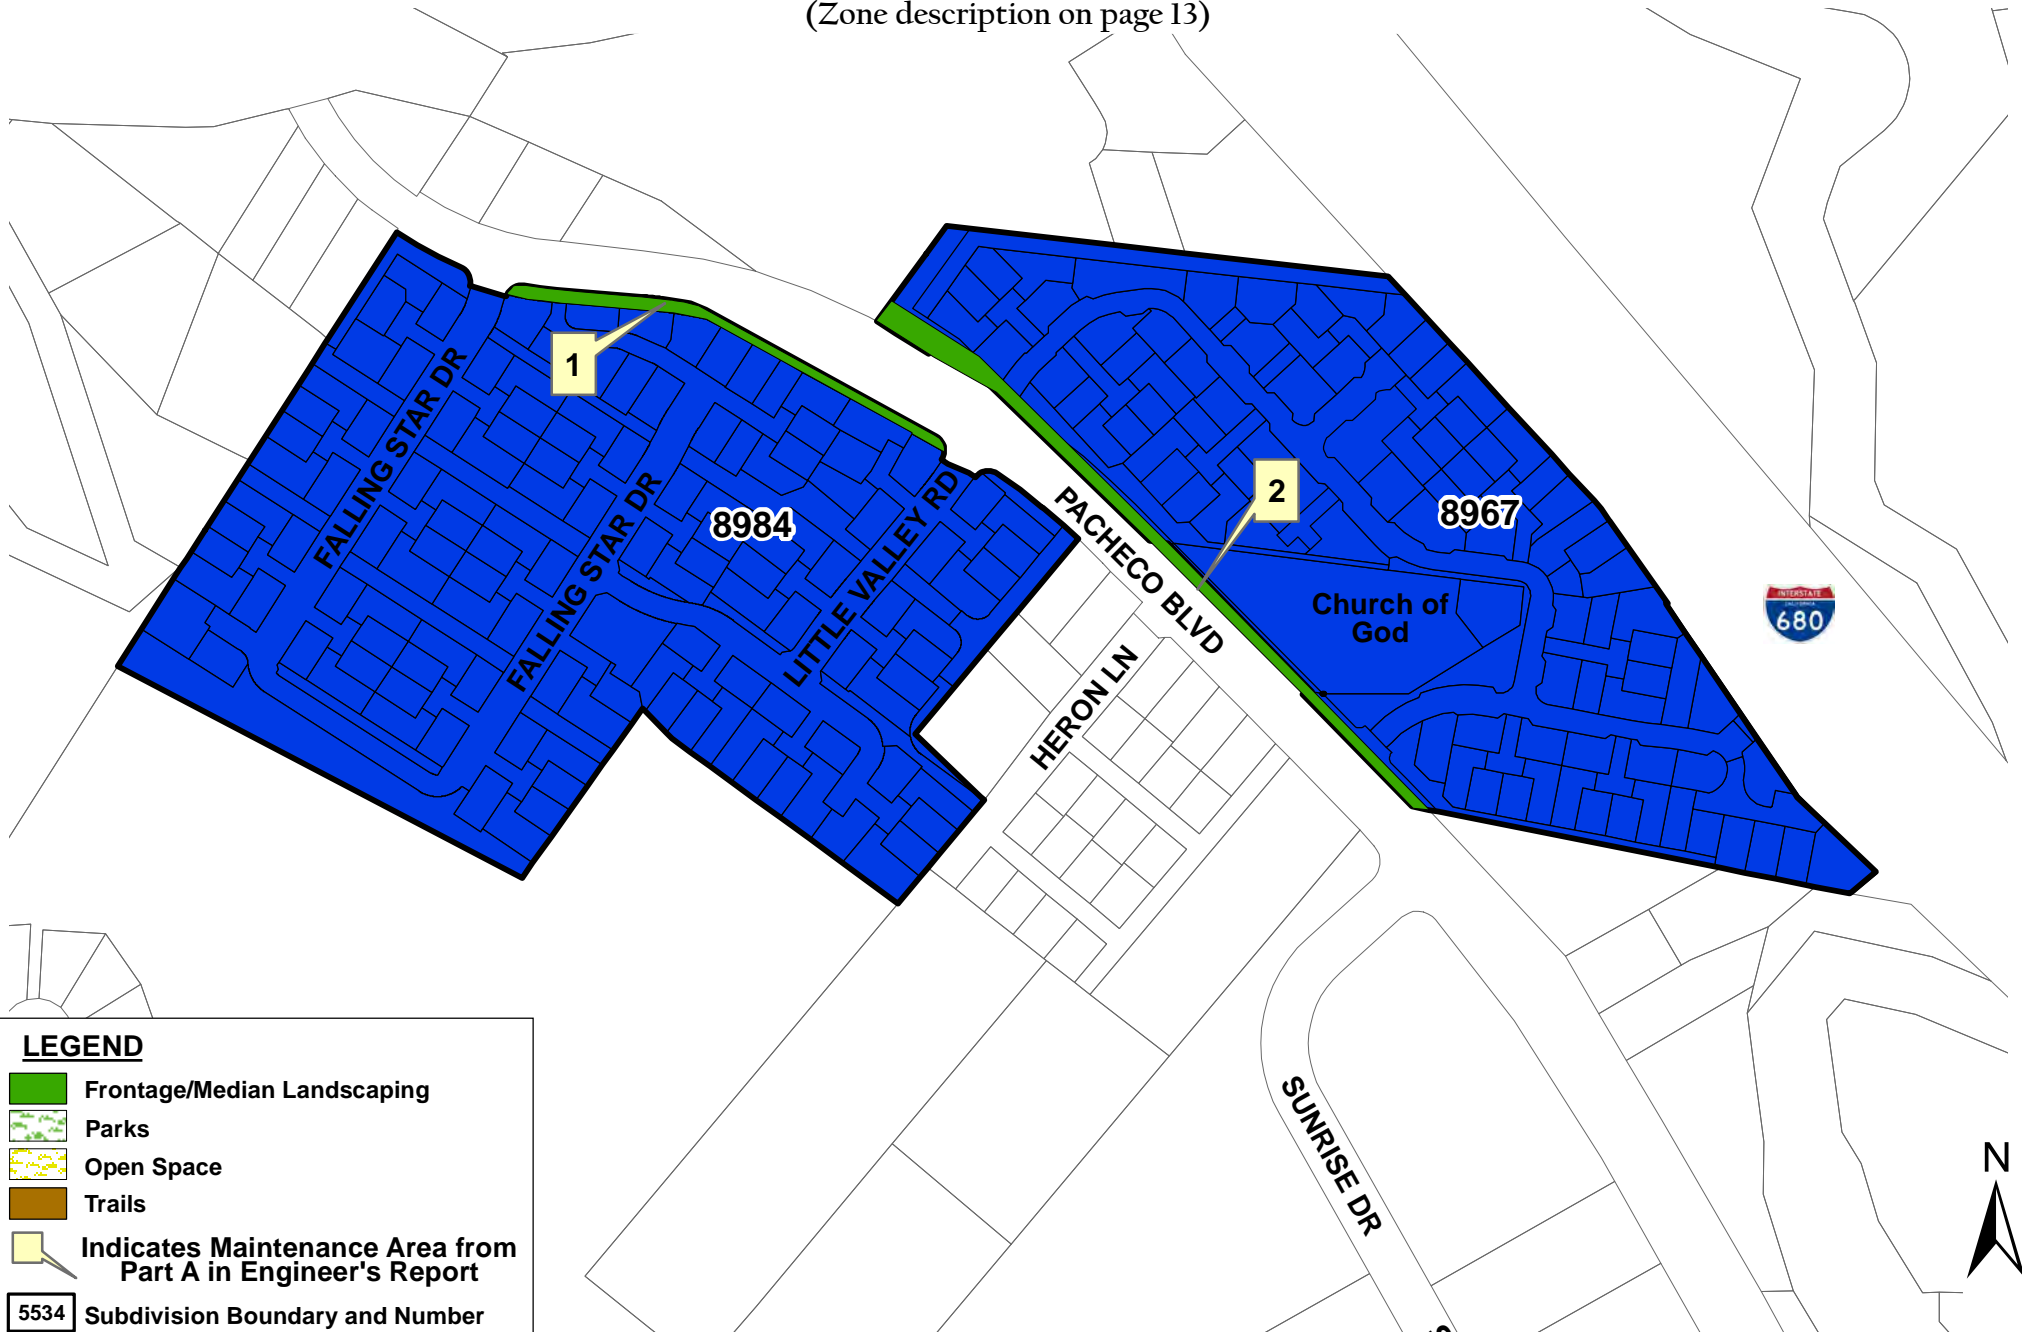 (Zone description on page 13)
1
2
8984
8967
FALLING STAR DR
FALLING STAR DR
LITTLE VALLEY RD
PACHECO BLVD
HERON LN
Church of
God
INTERSTATE
CALIFORNIA
680
SUNRISE DR
N
LEGEND
Frontage/Median Landscaping
Parks
Open Space
Trails
Indicates Maintenance Area from
Part A in Engineer's Report
5534 Subdivision Boundary and Number